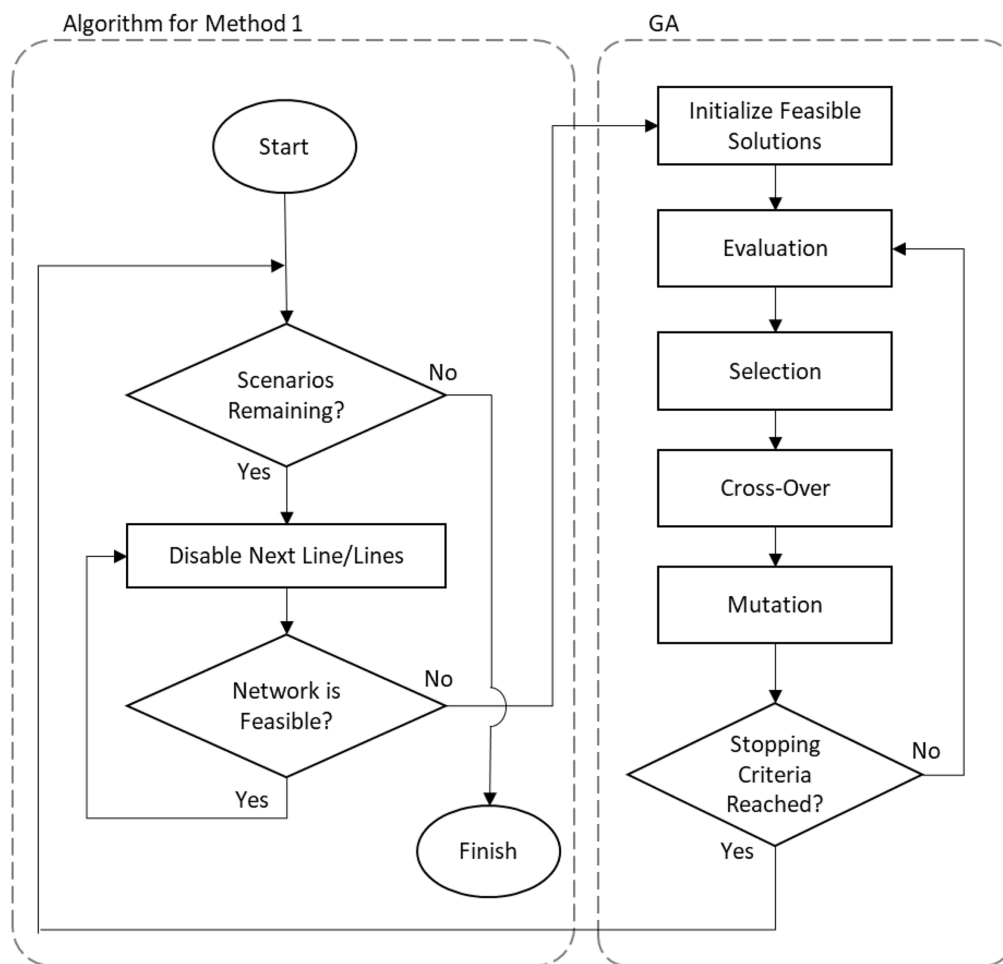 Algorithm for Method 1
Start
Scenarios
Remaining?
No
Yes
Disable Next Line/Lines
Network is
Feasible?
No
Yes
Finish
GA
Initialize Feasible
Solutions
Evaluation
Selection
Cross-Over
Mutation
Stopping
Criteria
Reached?
No
Yes